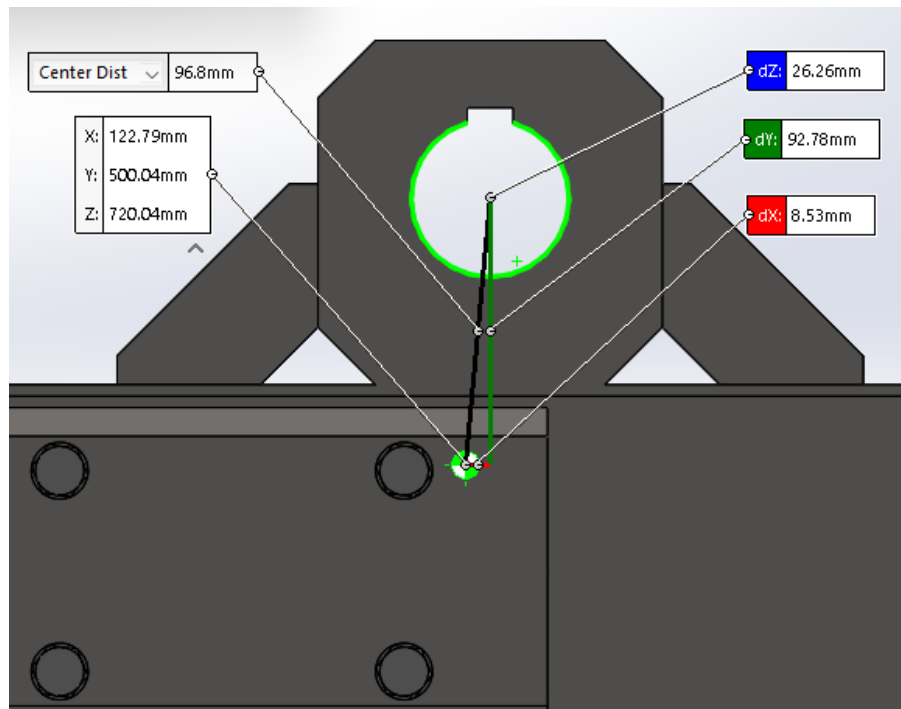 Center Dist 96.8mm
X: 122.79mm
Y: 500.04mm
Z: 720.04mm
dZ: 26.26mm
dY: 92.78mm
dX: 8.53mm